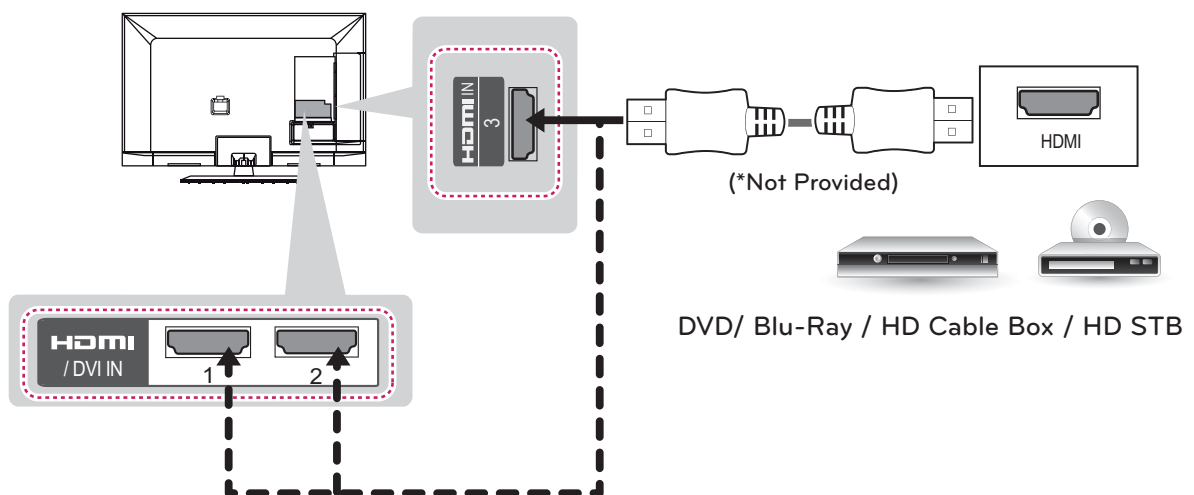 HDMI IN
3
HDMI
(*Not Provided)
DVD/ Blu-Ray / HD Cable Box / HD STB
HDMI
/ DVI IN
1
2